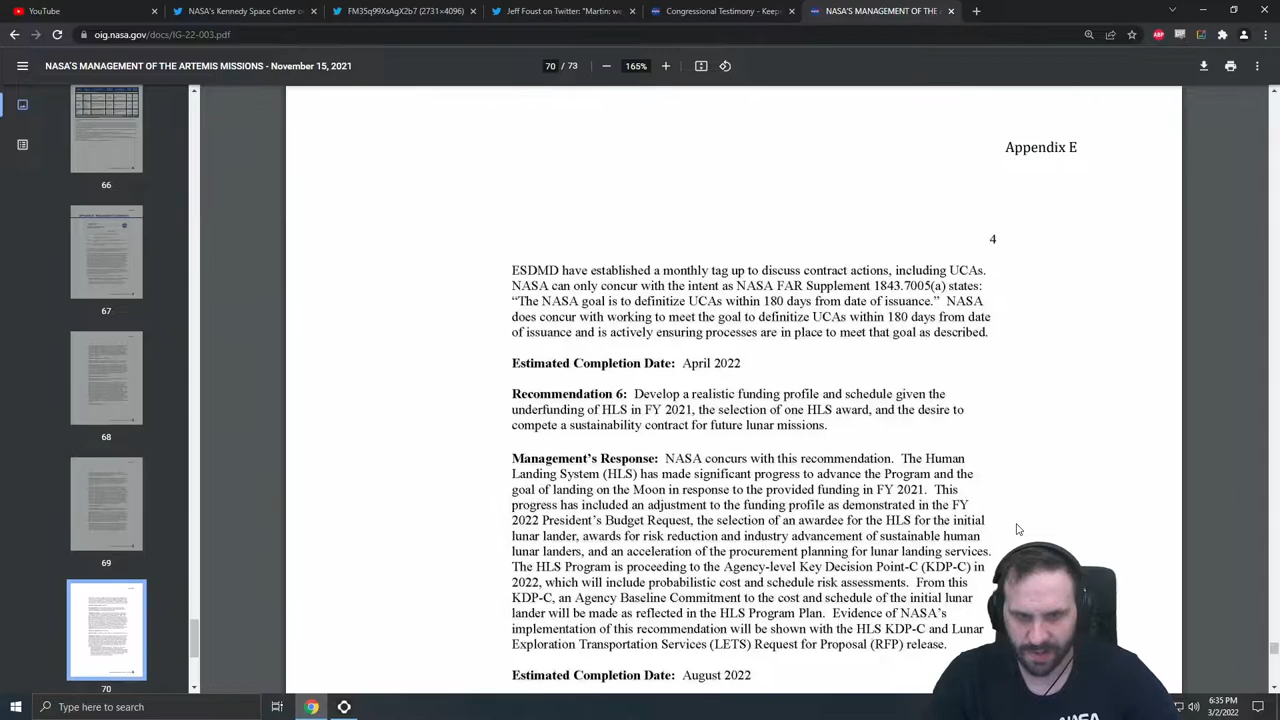 YouTube
NASA's Kennedy Space Center o
FM35q99XsAgX2b7 (2731×4096)
Jeff Foust on Twitter: "Martin: we
Congressional Testimony - Keep
NASA'S MANAGEMENT OF THE A
oig.nasa.gov/docs/IG-22-003.pdf
NASA'S MANAGEMENT OF THE ARTEMIS MISSIONS - November 15, 2021
70 / 73
165%
66
67
68
69
70
Appendix E
4
ESDMD have established a monthly tag up to discuss contract actions, including UCAs.
NASA can only concur with the intent as NASA FAR Supplement 1843.7005(a) states:
“The NASA goal is to definitize UCAs within 180 days from date of issuance.” NASA
does concur with working to meet the goal to definitize UCAs within 180 days from date
of issuance and is actively ensuring processes are in place to meet that goal as described.
Estimated Completion Date: April 2022
Recommendation 6: Develop a realistic funding profile and schedule given the
underfunding of HLS in FY 2021, the selection of one HLS award, and the desire to
compete a sustainability contract for future lunar missions.
Management’s Response: NASA concurs with this recommendation. The Human
Landing System (HLS) has made significant progress to advance the Program and the
goal of landing on the Moon in response to the provided funding in FY 2021. This
progress has included an adjustment to the funding profile as demonstrated in the FY
2022 President’s Budget Request, the selection of an awardee for the HLS for the initial
lunar lander, awards for risk reduction and industry advancement of sustainable human
lunar landers, and an acceleration of the procurement planning for lunar landing services.
The HLS Program is proceeding to the Agency-level Key Decision Point-C (KDP-C) in
2022, which will include probabilistic cost and schedule risk assessments. From this
KDP-C, an Agency Baseline Commitment to the cost and schedule of the initial lunar
lander will be made as reflected in the HLS Program Plan. Evidence of NASA’s
implementation of this recommendation will be shown with the HLS KDP-C and Lunar
Exploration Transportation Services (LETS) Request for Proposal (RFP) release.
Estimated Completion Date: August 2022
NASA
Type here to search
6:35 PM
3/2/2022